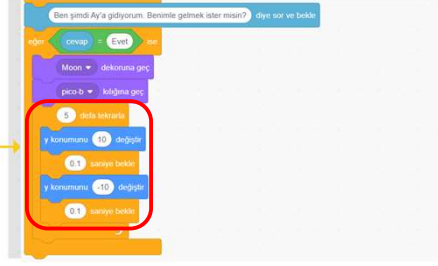 Ben şimdi Ay'a gidiyorum. Benimle gelmek ister misin? diye sor ve bekle
eğer cevap = Evet ise
Moon dekoruna geç
pico-b kılığına geç
5 defa tekrarla
y konumunu 10 değiştir
0.1 saniye bekle
y konumunu -10 değiştir
0.1 saniye bekle